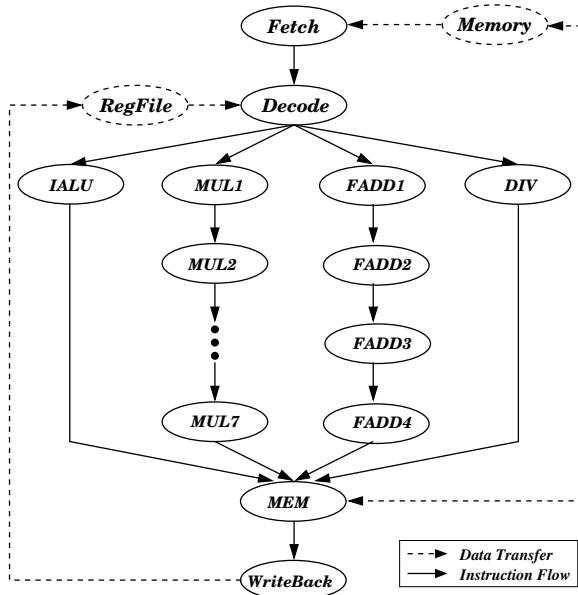 Fetch
Memory
RegFile
Decode
IALU
MUL1
FADD1
DIV
MUL2
FADD2
FADD3
MUL7
FADD4
MEM
WriteBack
Data Transfer
Instruction Flow